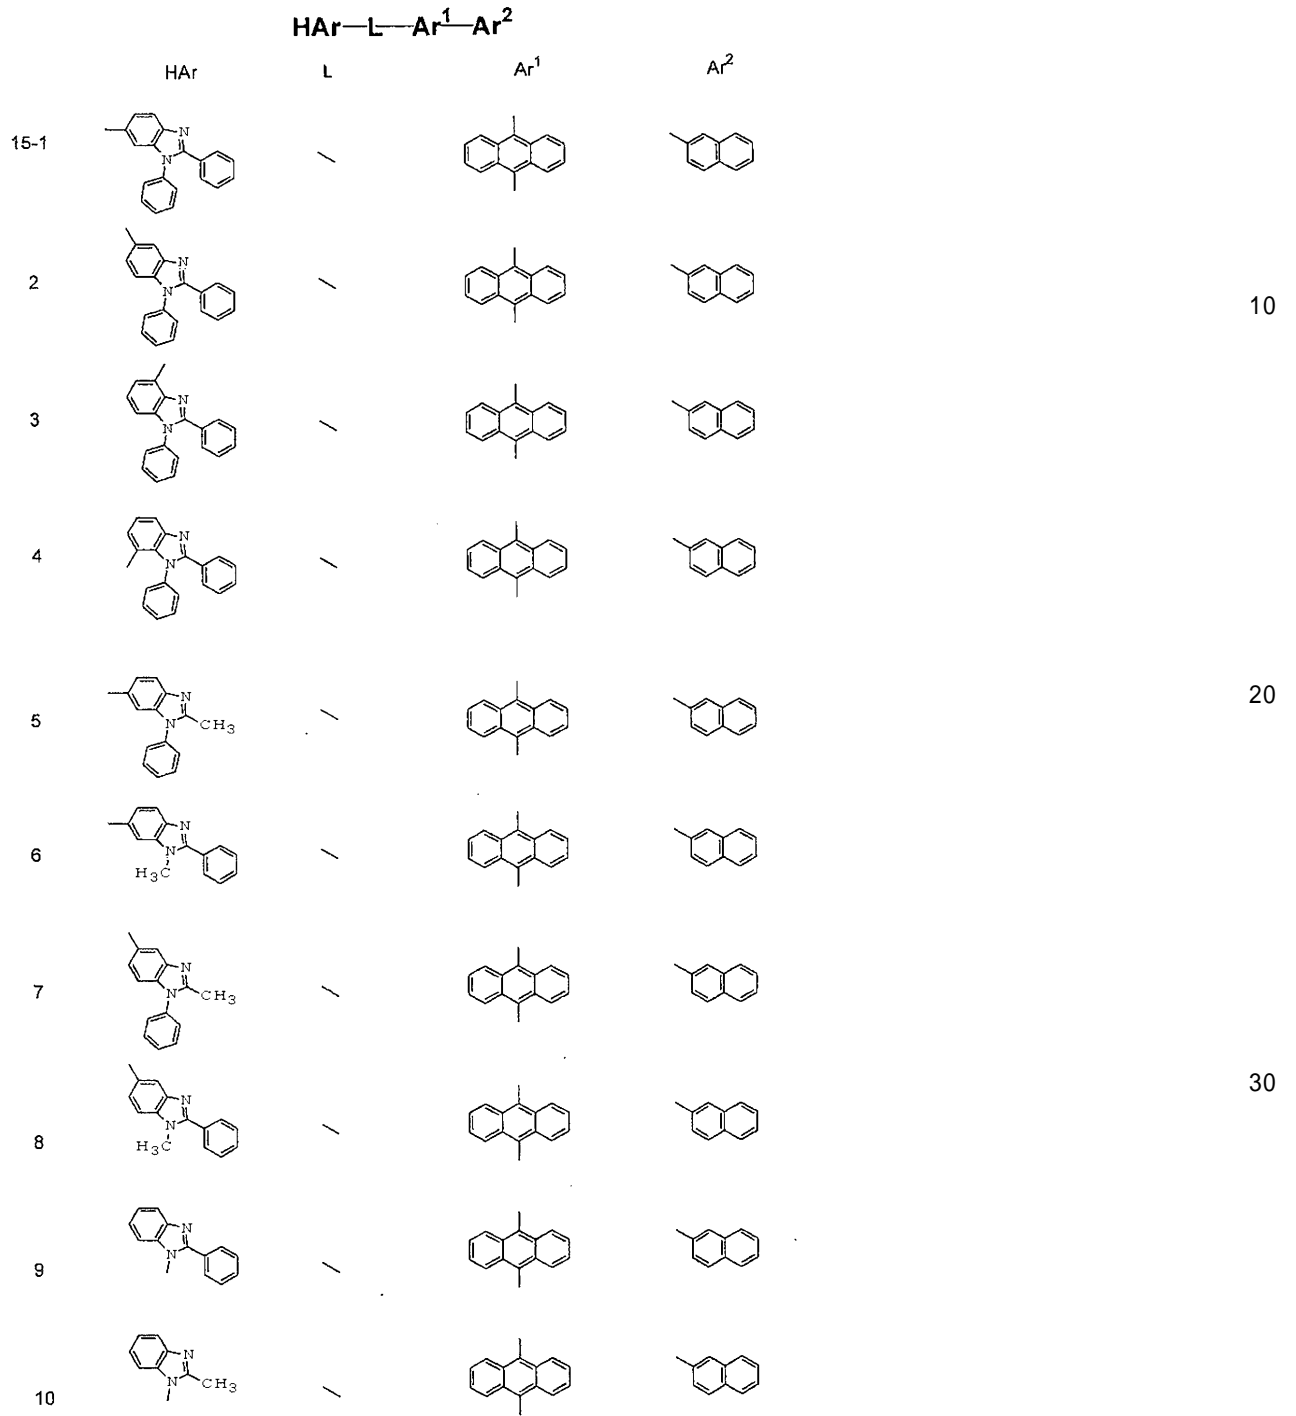 HAr—L—Ar¹—Ar²
HAr L Ar¹ Ar²
15-1 N N
2 N N 10
3 N N
4 N N
5 N N CH₃ 20
6 N N H₃C
7 N N CH₃
8 N N H₃C 30
9 N N
10 N N CH₃